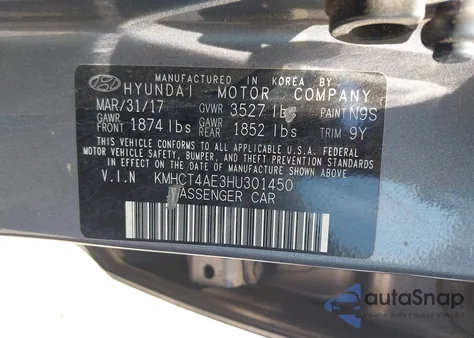 MANUFACTURED IN KOREA BY
HYUNDAI MOTOR COMPANY
MAR/31/17 GVWR 3527 lbs PAINT N9S
GAWR FRONT 1874 lbs GAWR REAR 1852 lbs TRIM 9Y
THIS VEHICLE CONFORMS TO ALL APPLICABLE U.S.A. FEDERAL
MOTOR VEHICLE SAFETY, BUMPER, AND THEFT PREVENTION STANDARDS
IN EFFECT ON THE DATE OF MANUFACTURE SHOWN ABOVE.
V.I.N KMHCT4AE3HU301450
PASSENGER CAR
autoSnap